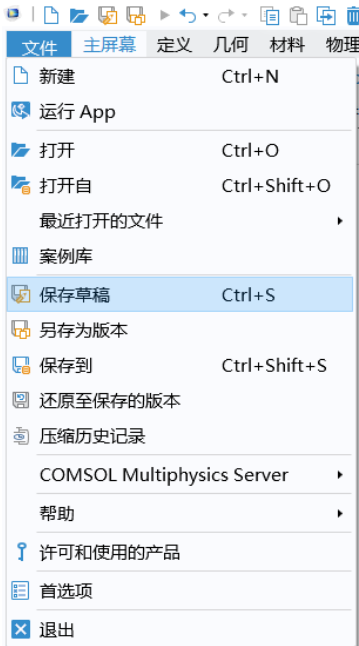 文件 主屏幕 定义 几何 材料 物理
新建 Ctrl+N
运行 App
打开 Ctrl+O
打开自 Ctrl+Shift+O
最近打开的文件
案例库
保存草稿 Ctrl+S
另存为版本
保存到 Ctrl+Shift+S
还原至保存的版本
压缩历史记录
COMSOL Multiphysics Server
帮助
许可和使用的产品
首选项
退出